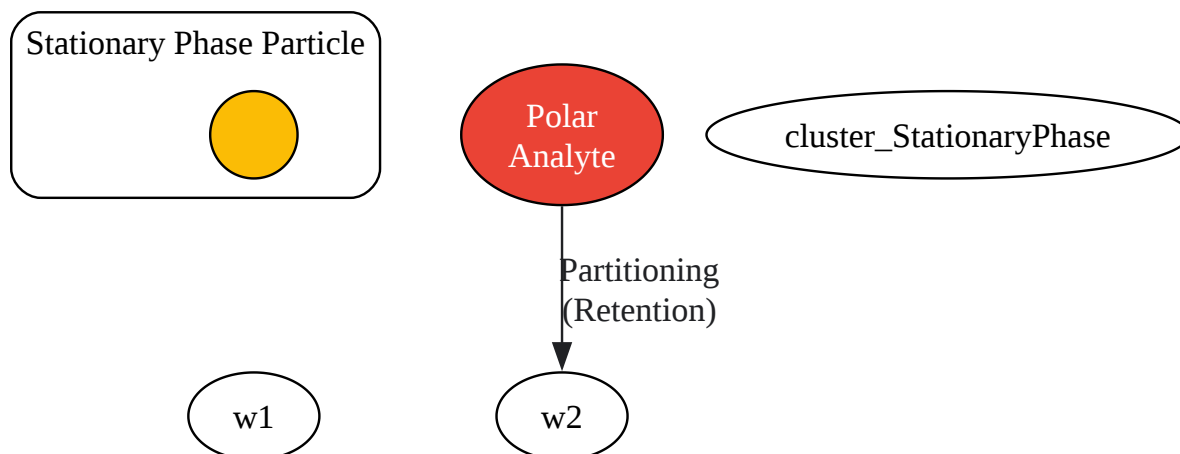 Stationary Phase Particle
Polar
Analyte
cluster_StationaryPhase
Partitioning
(Retention)
w1
w2